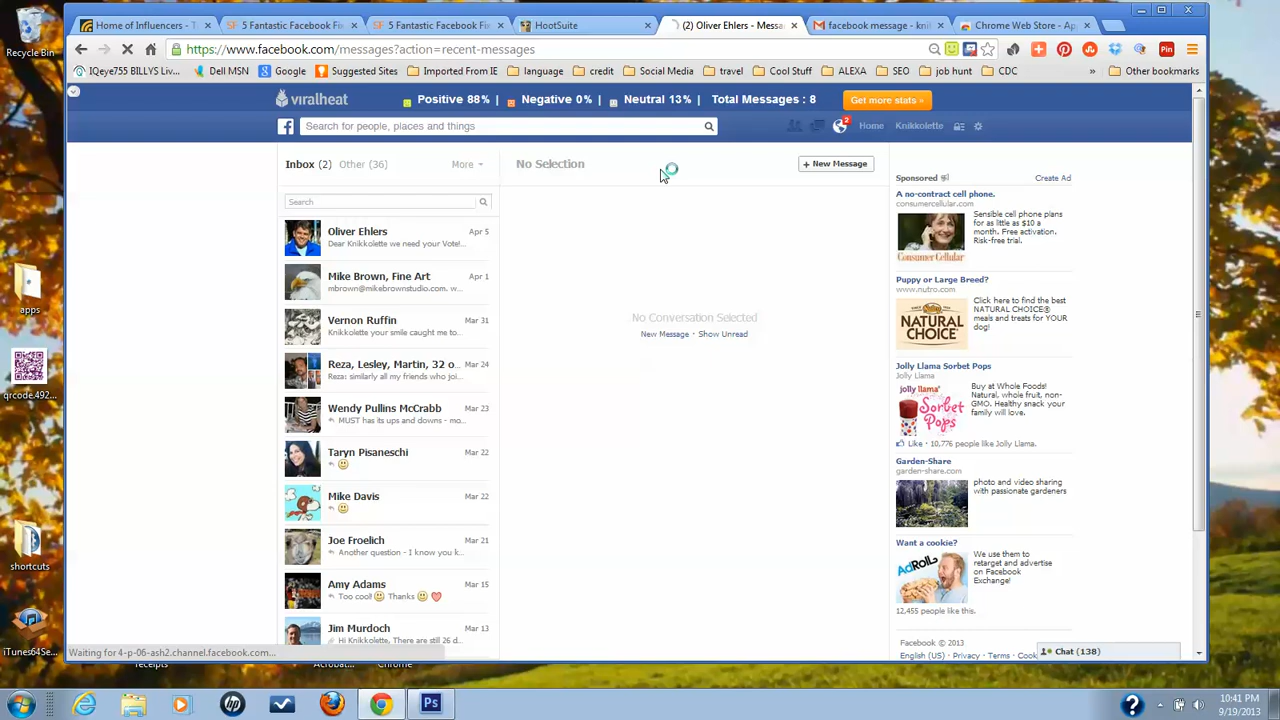 Recycle Bin
apps
qrcode.492...
shortcuts
iTunes64Se...
Home of Influencers - T
5 Fantastic Facebook Fi
5 Fantastic Facebook Fi
HootSuite
(2) Oliver Ehlers - Messa
facebook message - knik
Chrome Web Store - Ap
https://www.facebook.com/messages?action=recent-messages
IQeye755 BILLYS Liv...
Dell MSN
Google
Suggested Sites
Imported From IE
language
credit
Social Media
travel
Cool Stuff
ALEXA
SEO
job hunt
CDC
»
Other bookmarks
viralheat
Positive 88% |
Negative 0% |
Neutral 13% |
Total Messages : 8
Get more stats »
Search for people, places and things
2
Home
Knikkolette
Inbox (2)
Other (36)
More
No Selection
+ New Message
Search
Oliver Ehlers
Apr 5
Dear Knikkolette we need your Vote!...
Mike Brown, Fine Art
Apr 1
mbrown@mikebrownstudio.com. w...
Vernon Ruffin
Mar 31
Knikkolette your smile caught me to...
Reza, Lesley, Martin, 32 o...
Mar 24
Reza: similarly all my friends who joi...
Wendy Pullins McCrabb
Mar 23
MUST has its ups and downs - mo...
Taryn Pisaneschi
Mar 22
Mike Davis
Mar 22
Joe Froelich
Mar 21
Another question - I know you k...
Amy Adams
Mar 15
Too cool! Thanks
Jim Murdoch
Mar 13
Hi Knikkolette, There are still 26 d...
No Conversation Selected
New Message · Show Unread
Sponsored
Create Ad
A no-contract cell phone.
consumercellular.com
Sensible cell phone plans
for as little as $10 a
month. Free activation.
Risk-free trial.
Consumer Cellular
Puppy or Large Breed?
www.nutro.com
NATURAL
CHOICE
Click here to find the best
NATURAL CHOICE®
meals and treats for YOUR
dog!
Jolly Llama Sorbet Pops
Jolly Llama
jolly llama
Sorbet
Pops
Buy at Whole Foods!
Natural, whole fruit, non-
GMO. Healthy snack your
family will love.
Like · 10,776 people like Jolly Llama.
Garden-Share
garden-share.com
photo and video sharing
with passionate gardeners
Want a cookie?
AdRoll
We use them to
retarget and advertise
on Facebook
Exchange!
12,455 people like this.
Facebook © 2013
English (US) · Privacy · Terms · Cook
Chat (138)
Waiting for 4-p-06-ash2.channel.facebook.com...
receipts
Acrobat...
Chrome
hp
Ps
?
10:41 PM
9/19/2013
Pin